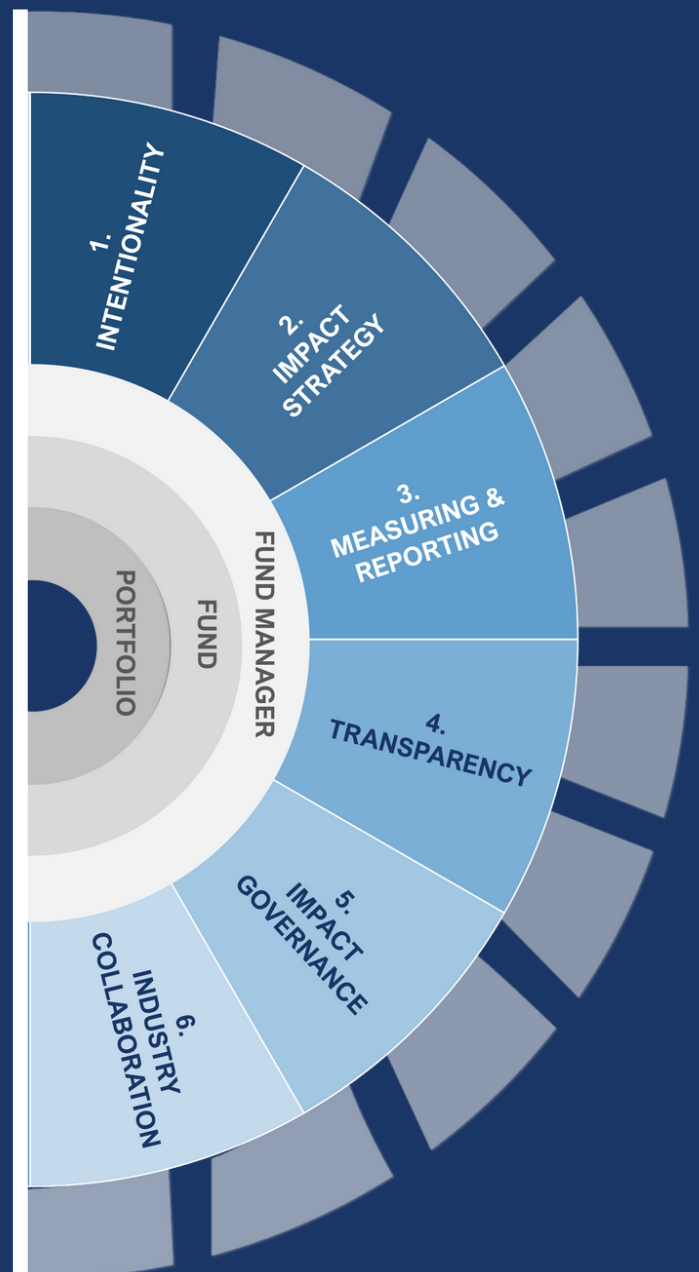 1.
INTENTIONALITY
2.
IMPACT
STRATEGY
3.
MEASURING &
REPORTING
4.
TRANSPARENCY
5.
IMPACT
GOVERNANCE
6.
INDUSTRY
COLLABORATION
FUND MANAGER
FUND
PORTFOLIO